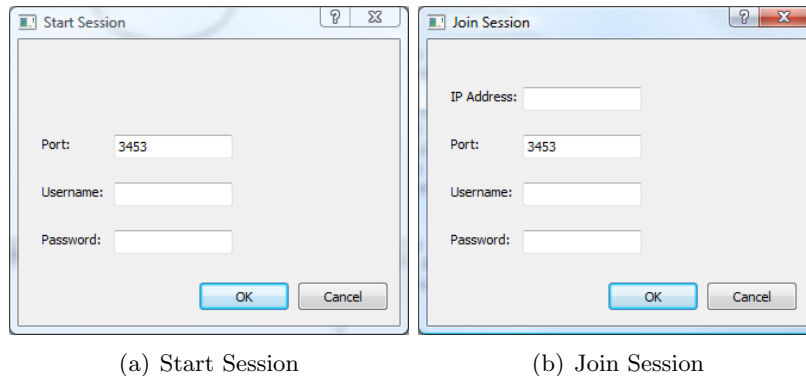 Start Session
Port: 3453
Username:
Password:
OK Cancel
Join Session
IP Address:
Port: 3453
Username:
Password:
OK Cancel
(a) Start Session
(b) Join Session